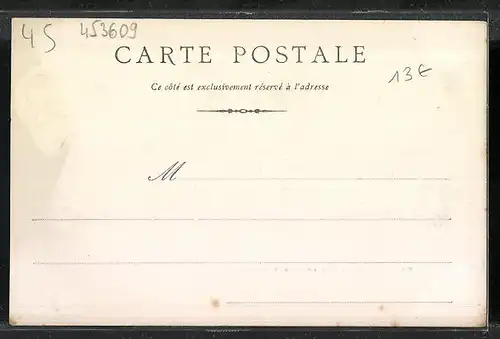 45 453609
CARTE POSTALE
13€
Ce côté est exclusivement réservé à l'adresse
M